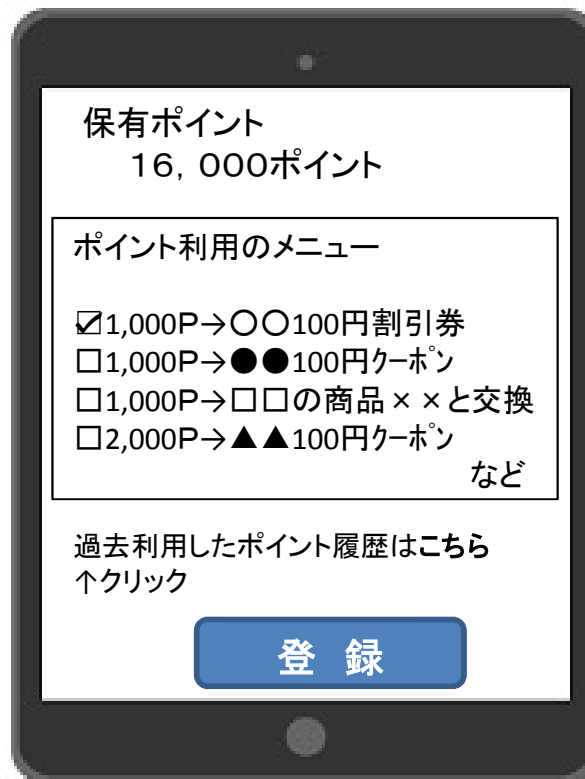 保有ポイント
16,000ポイント
ポイント利用のメニュー
☑1,000P→○○100円割引券
□1,000P→●●100円ｸｰﾎﾟﾝ
□1,000P→□□の商品××と交換
□2,000P→▲▲100円ｸｰﾎﾟﾝ
など
過去利用したポイント履歴はこちら
↑クリック
登 録